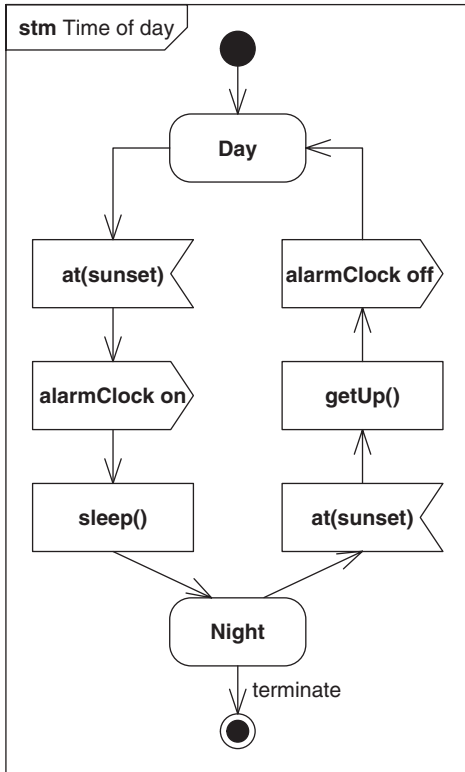 stm Time of day
Day
at(sunset)
alarmClock off
alarmClock on
getUp()
sleep()
at(sunset)
Night
terminate